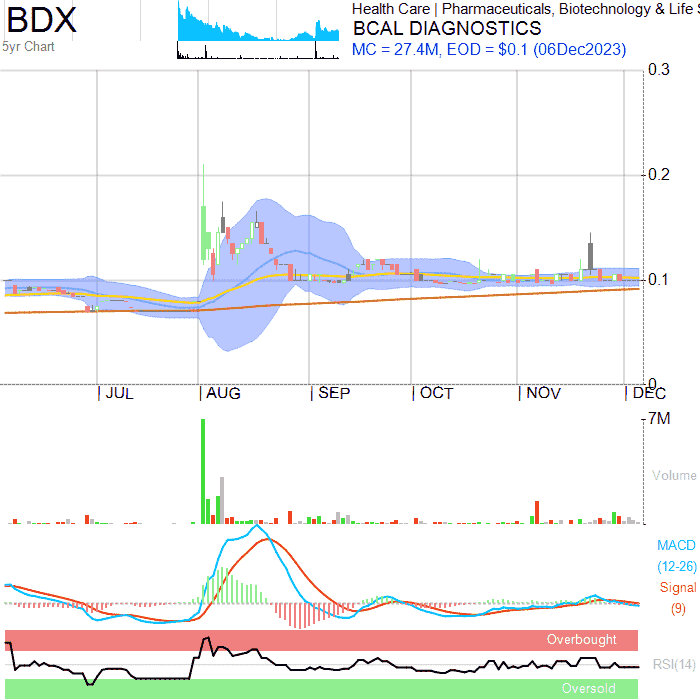 BDX
5yr Chart
Health Care | Pharmaceuticals, Biotechnology & Life
BCAL DIAGNOSTICS
MC = 27.4M, EOD = $0.1 (06Dec2023)
0.3
0.2
0.1
0
JUL
AUG
SEP
OCT
NOV
DEC
7M
Volume
MACD
(12-26)
Signal
(9)
Overbought
RSI(14)
Oversold